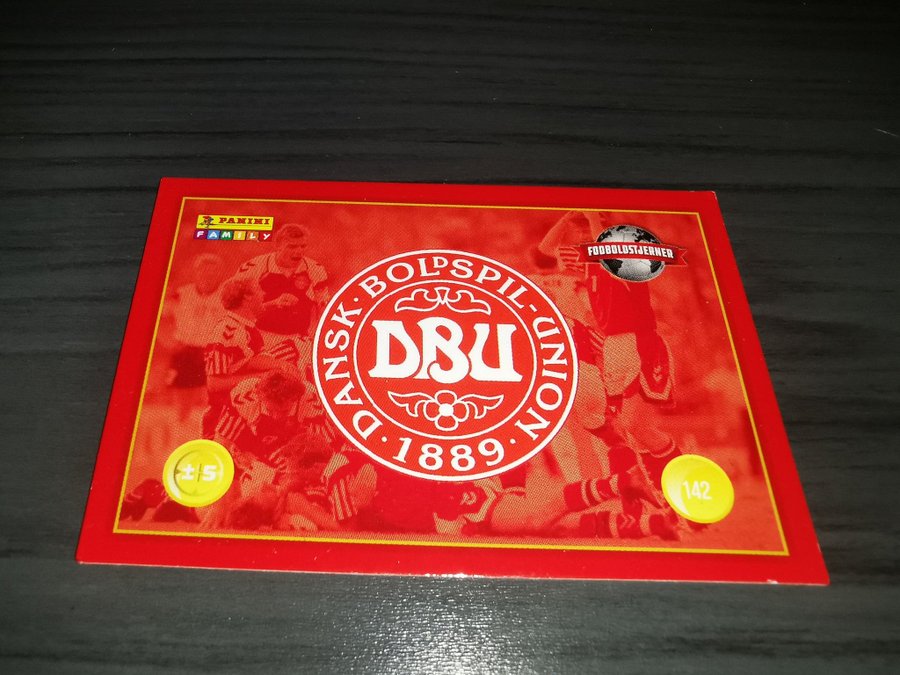 PANINI
FAMILY
FODBOLDSTJERNER
DANSK · BOLDSPIL-UNION
DBU
· 1889 ·
±5
142